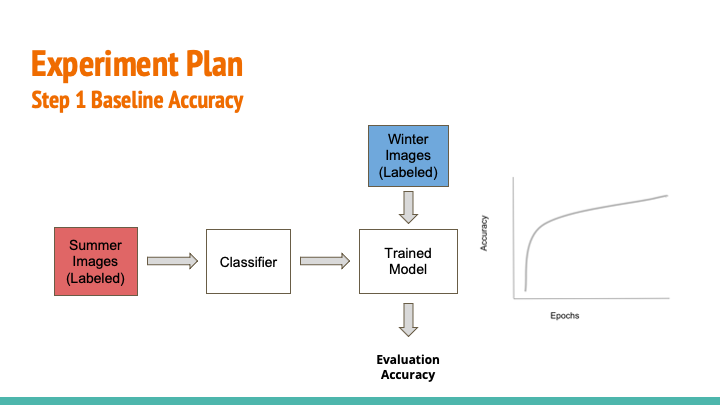 Experiment Plan
Step 1 Baseline Accuracy
Winter
Images
(Labeled)
Summer
Images
(Labeled)
Classifier
Trained
Model
Evaluation
Accuracy
Accuracy
Epochs